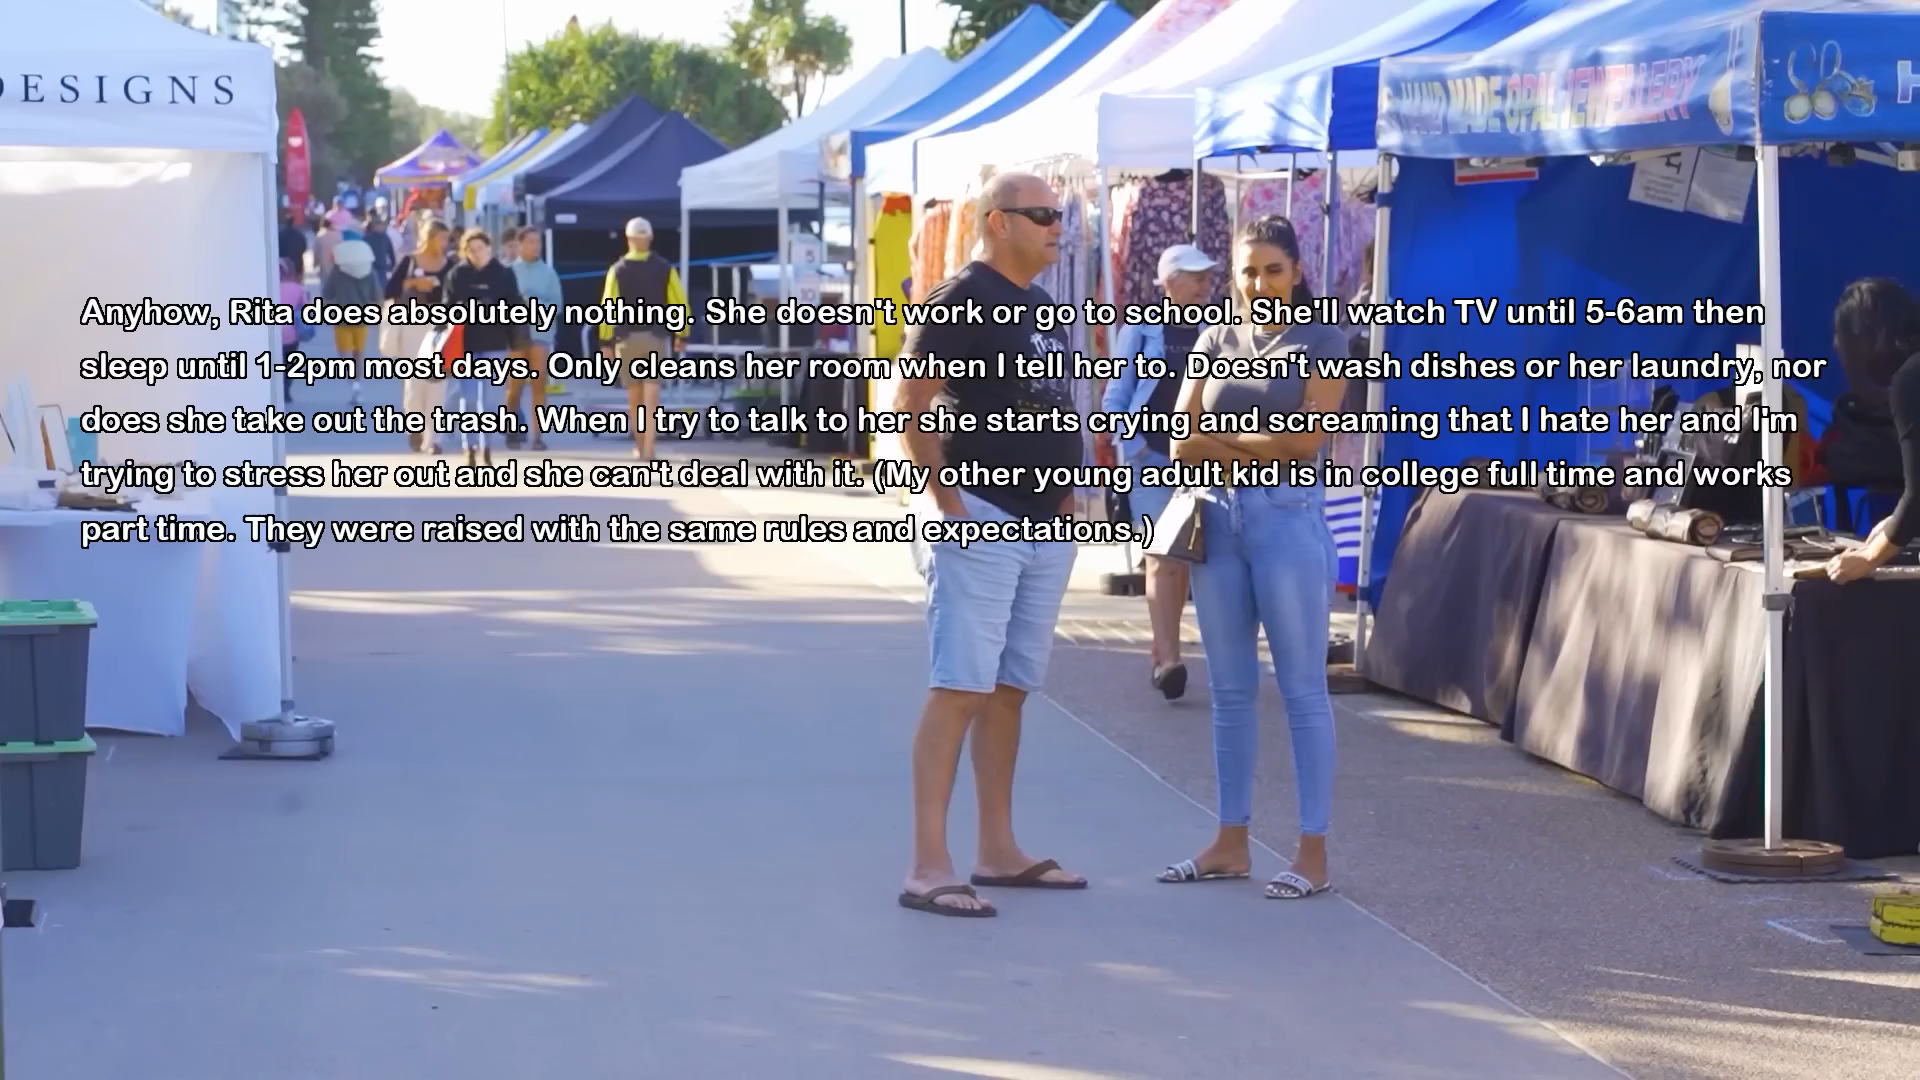 DESIGNS
HAND MADE OPAL JEWELLERY
H
Anyhow, Rita does absolutely nothing. She doesn't work or go to school. She'll watch TV until 5-6am then
sleep until 1-2pm most days. Only cleans her room when I tell her to. Doesn't wash dishes or her laundry, nor
does she take out the trash. When I try to talk to her she starts crying and screaming that I hate her and I'm
trying to stress her out and she can't deal with it. (My other young adult kid is in college full time and works
part time. They were raised with the same rules and expectations.)